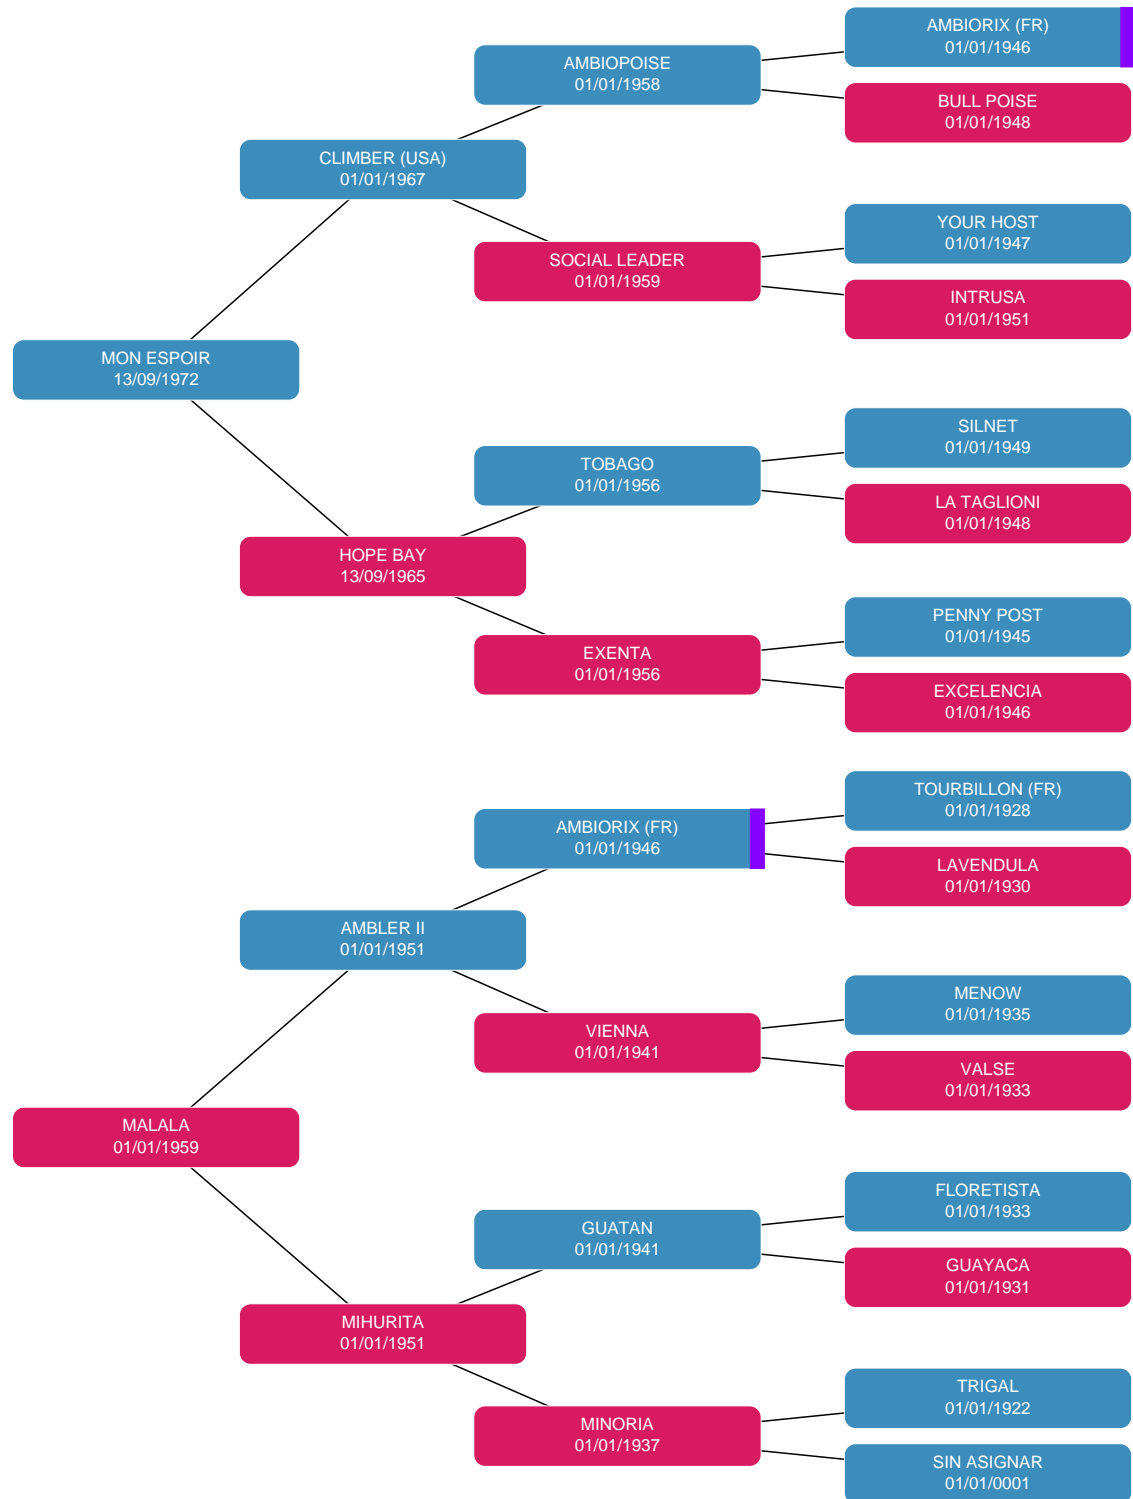 AMBIORIX (FR)
01/01/1946
AMBIOPOISE
01/01/1958
BULL POISE
01/01/1948
CLIMBER (USA)
01/01/1967
YOUR HOST
01/01/1947
SOCIAL LEADER
01/01/1959
INTRUSA
01/01/1951
MON ESPOIR
13/09/1972
SILNET
01/01/1949
TOBAGO
01/01/1956
LA TAGLIONI
01/01/1948
HOPE BAY
13/09/1965
PENNY POST
01/01/1945
EXENTA
01/01/1956
EXCELENCIA
01/01/1946
TOURBILLON (FR)
01/01/1928
AMBIORIX (FR)
01/01/1946
LAVENDULA
01/01/1930
AMBLER II
01/01/1951
MENOW
01/01/1935
VIENNA
01/01/1941
VALSE
01/01/1933
MALALA
01/01/1959
FLORETISTA
01/01/1933
GUATAN
01/01/1941
GUAYACA
01/01/1931
MIHURITA
01/01/1951
TRIGAL
01/01/1922
MINORIA
01/01/1937
SIN ASIGNAR
01/01/0001